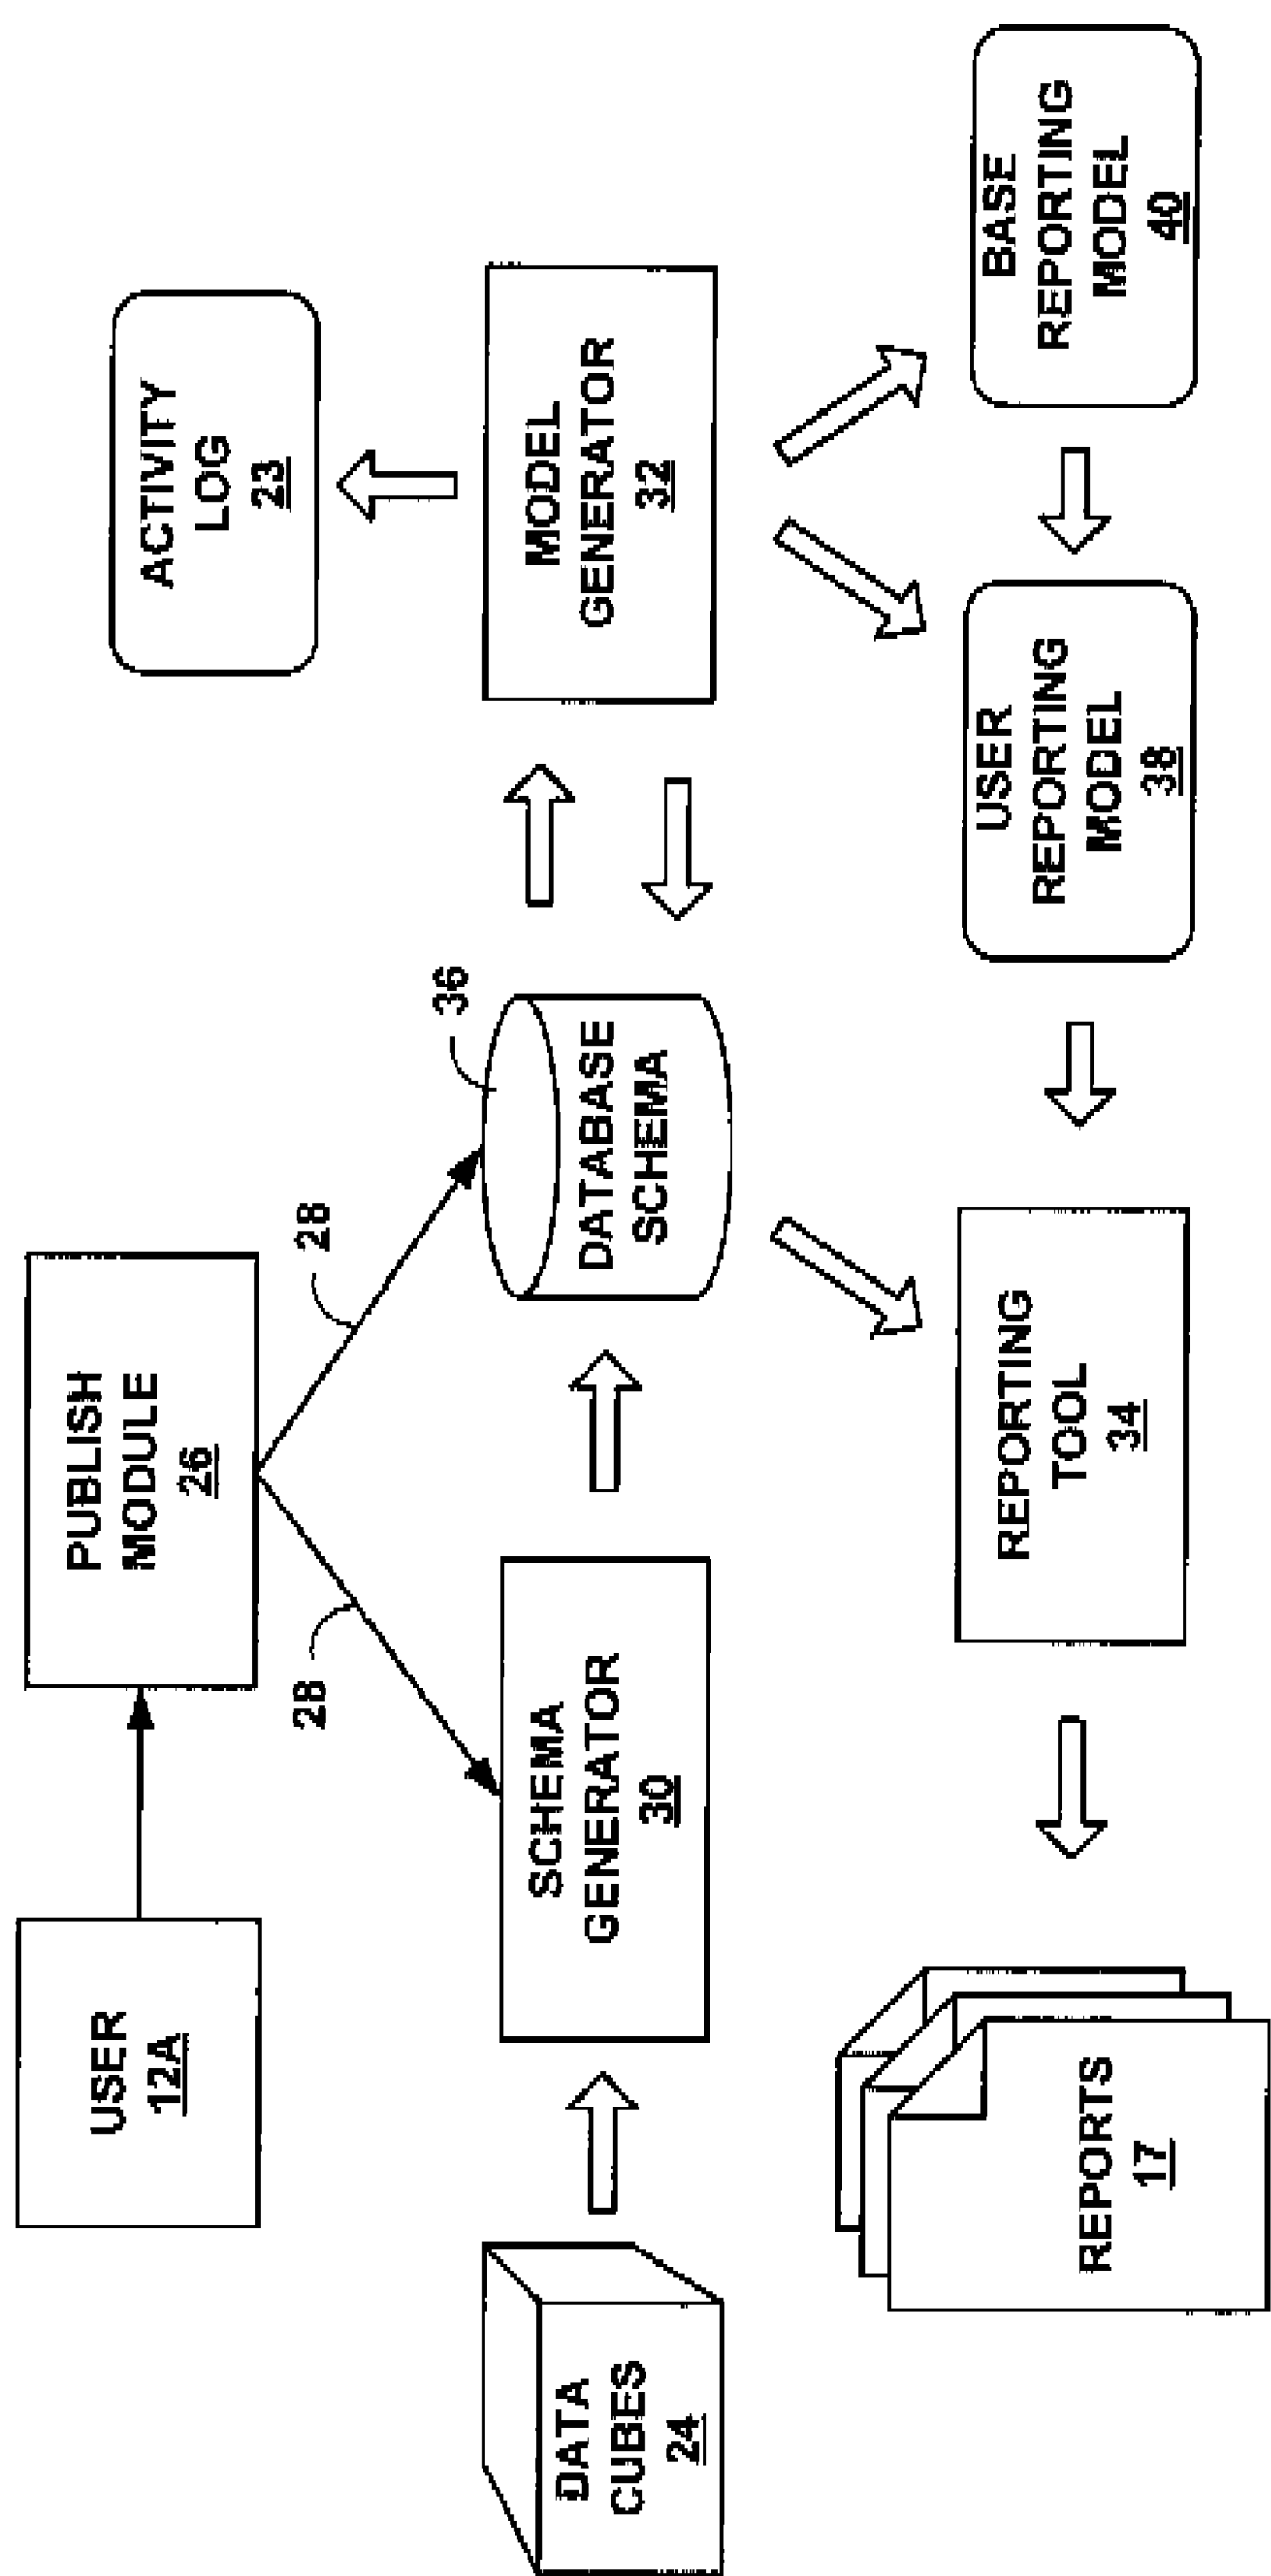 USER
12A
PUBLISH
MODULE
26
ACTIVITY
LOG
23
28
28
36
DATA
CUBES
24
SCHEMA
GENERATOR
30
DATABASE
SCHEMA
MODEL
GENERATOR
32
REPORTS
17
REPORTING
TOOL
34
USER
REPORTING
MODEL
38
BASE
REPORTING
MODEL
40